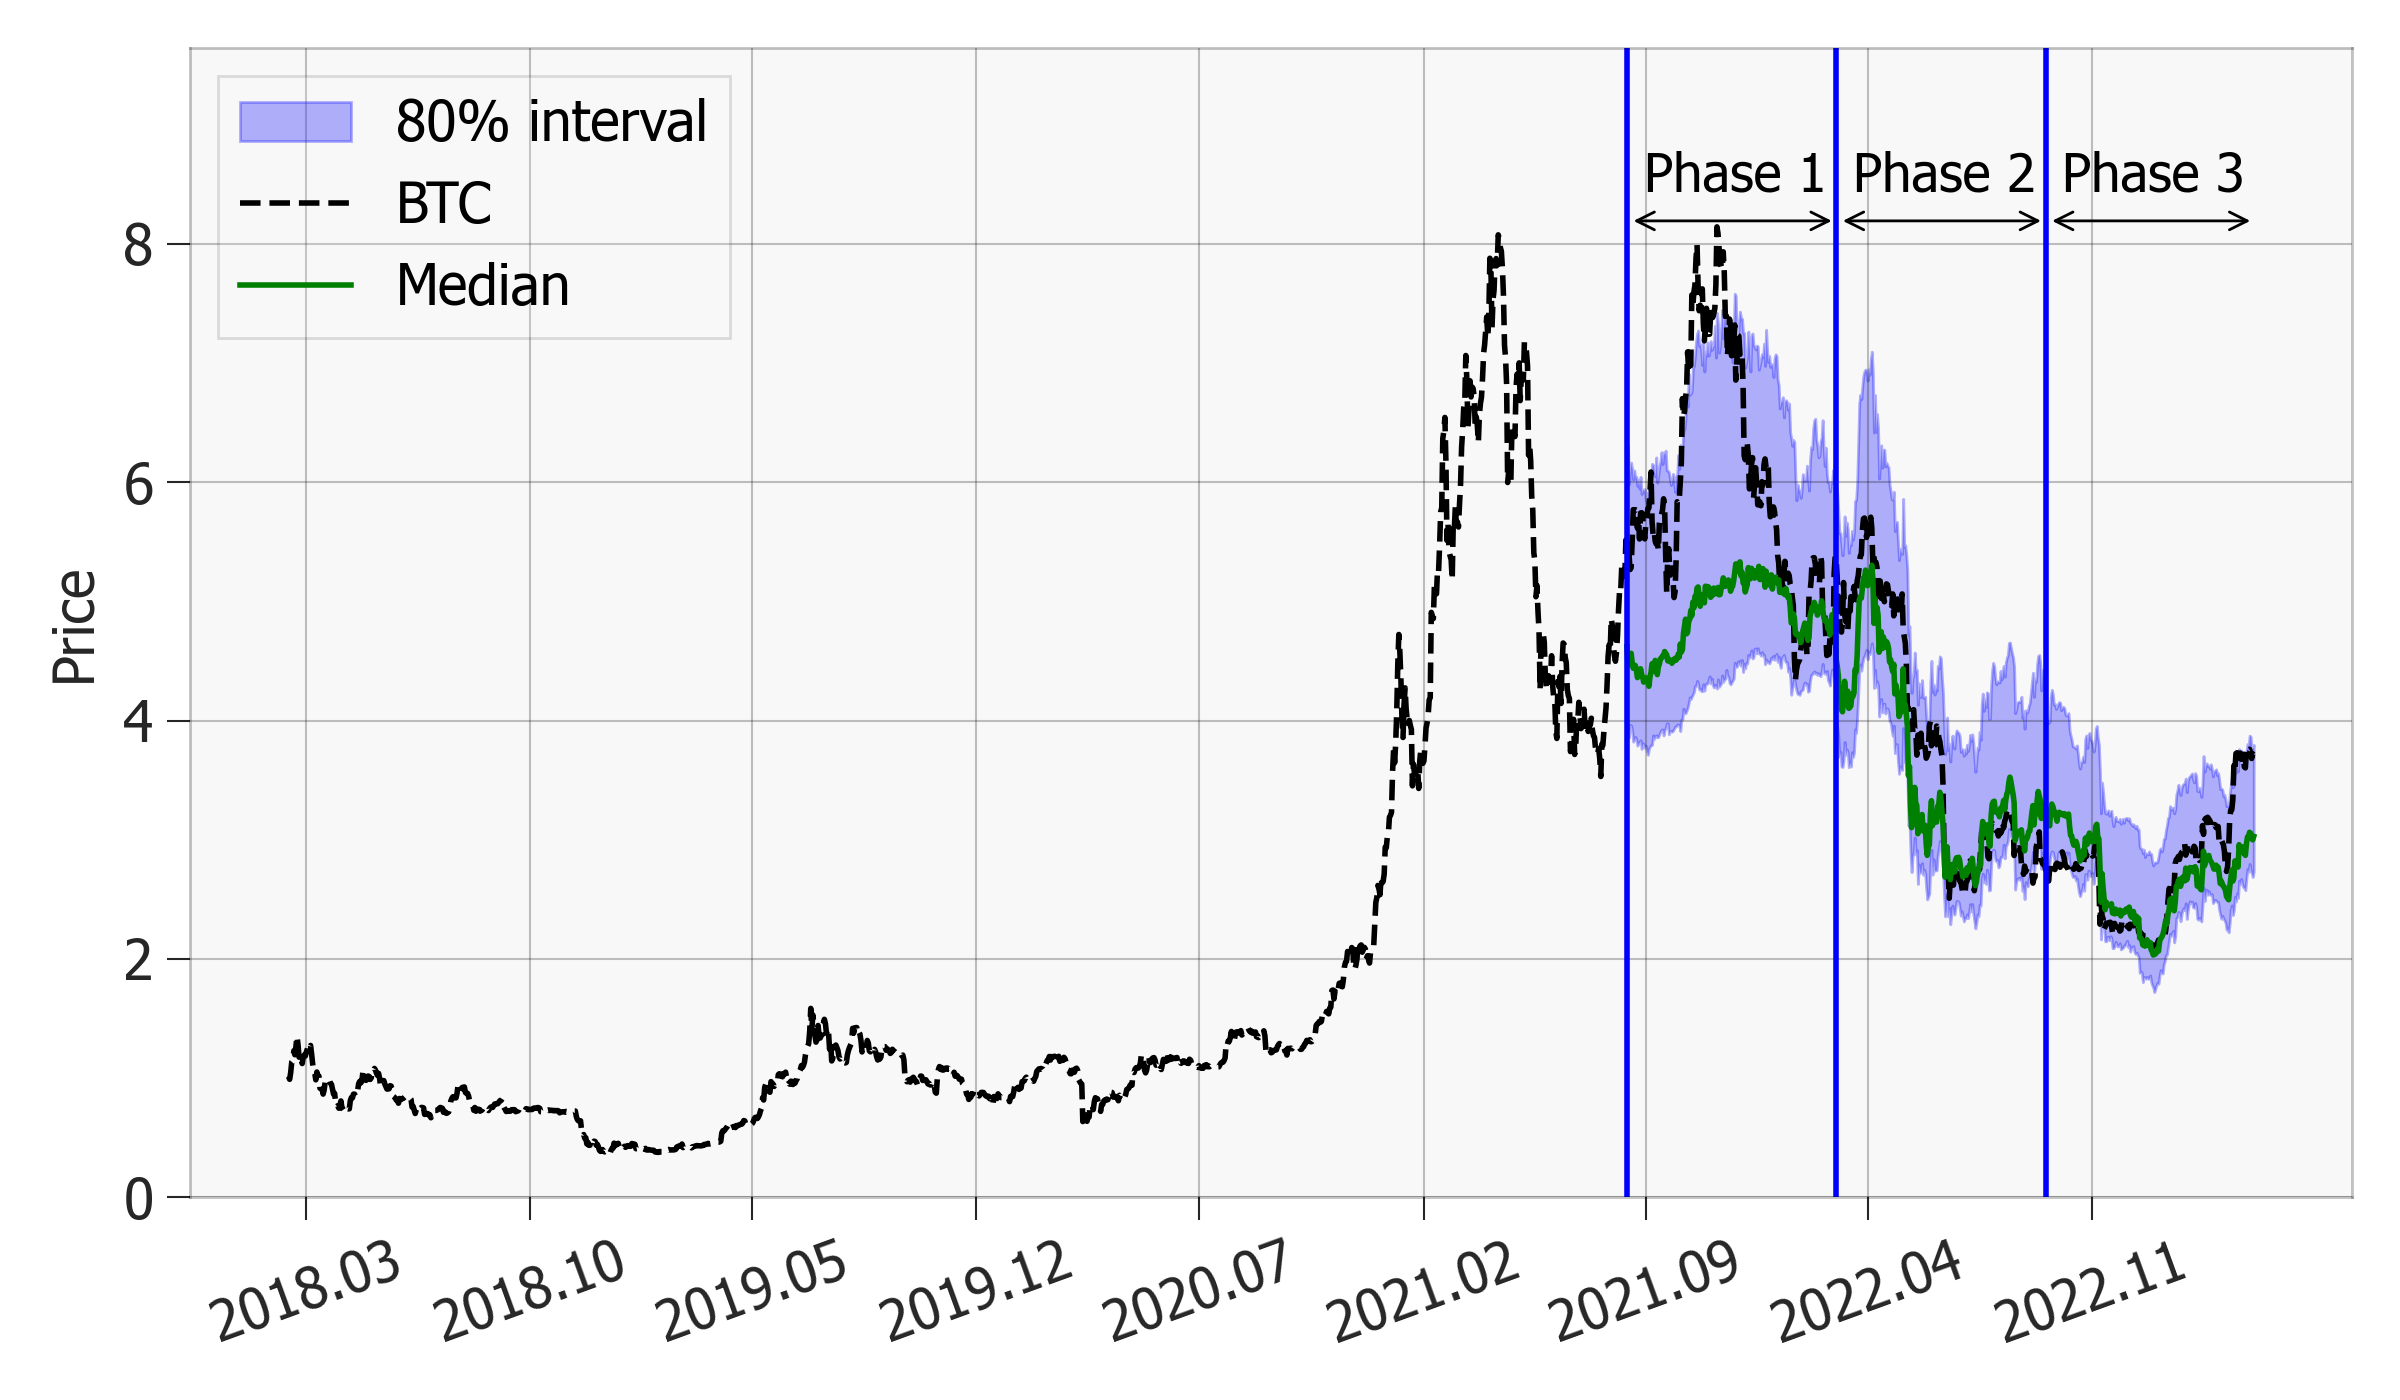 80% interval
BTC
Median
Phase 1
Phase 2
Phase 3
Price
8
6
4
2
0
2018.03
2018.10
2019.05
2019.12
2020.07
2021.02
2021.09
2022.04
2022.11